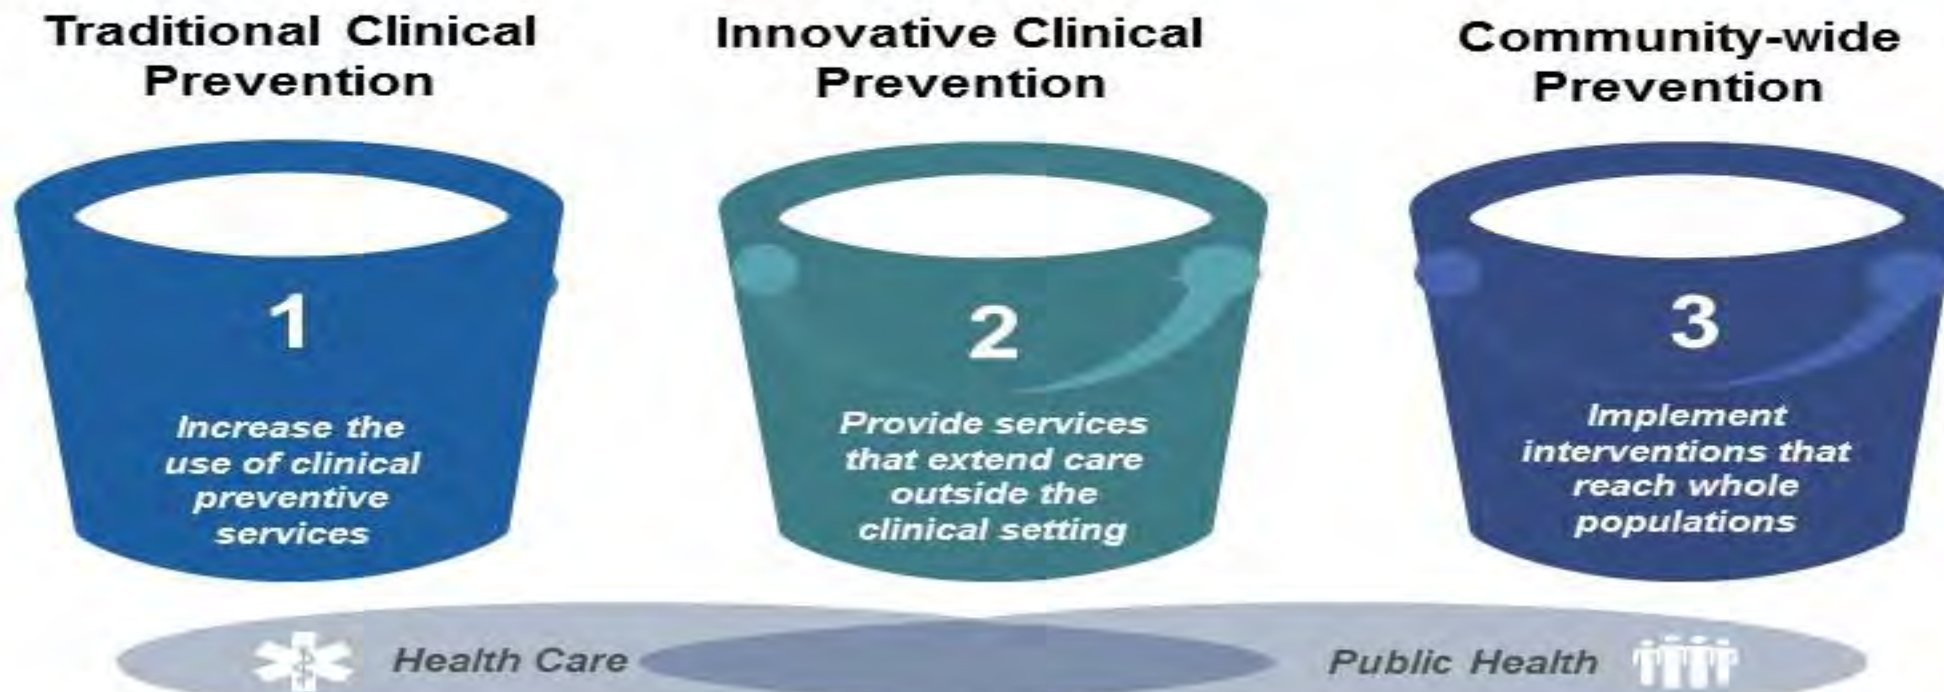 Traditional Clinical
Prevention
1
Increase the
use of clinical
preventive
services
Innovative Clinical
Prevention
2
Provide services
that extend care
outside the
clinical setting
Community-wide
Prevention
3
Implement
interventions that
reach whole
populations
Health Care
Public Health